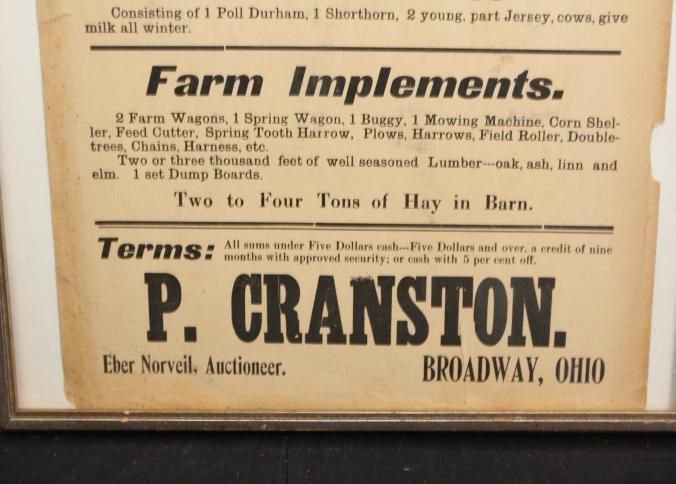 Consisting of 1 Poll Durham, 1 Shorthorn, 2 young, part Jersey, cows, give
milk all winter.
Farm Implements.
2 Farm Wagons, 1 Spring Wagon, 1 Buggy, 1 Mowing Machine, Corn Shel-
ler, Feed Cutter, Spring Tooth Harrow, Plows, Harrows, Field Roller, Double-
trees, Chains, Harness, etc.
Two or three thousand feet of well seasoned Lumber---oak, ash, linn and
elm. 1 set Dump Boards.
Two to Four Tons of Hay in Barn.
Terms: All sums under Five Dollars cash---Five Dollars and over, a credit of nine
months with approved security; or cash with 5 per cent off.
P. CRANSTON.
Eber Norveil, Auctioneer. BROADWAY, OHIO